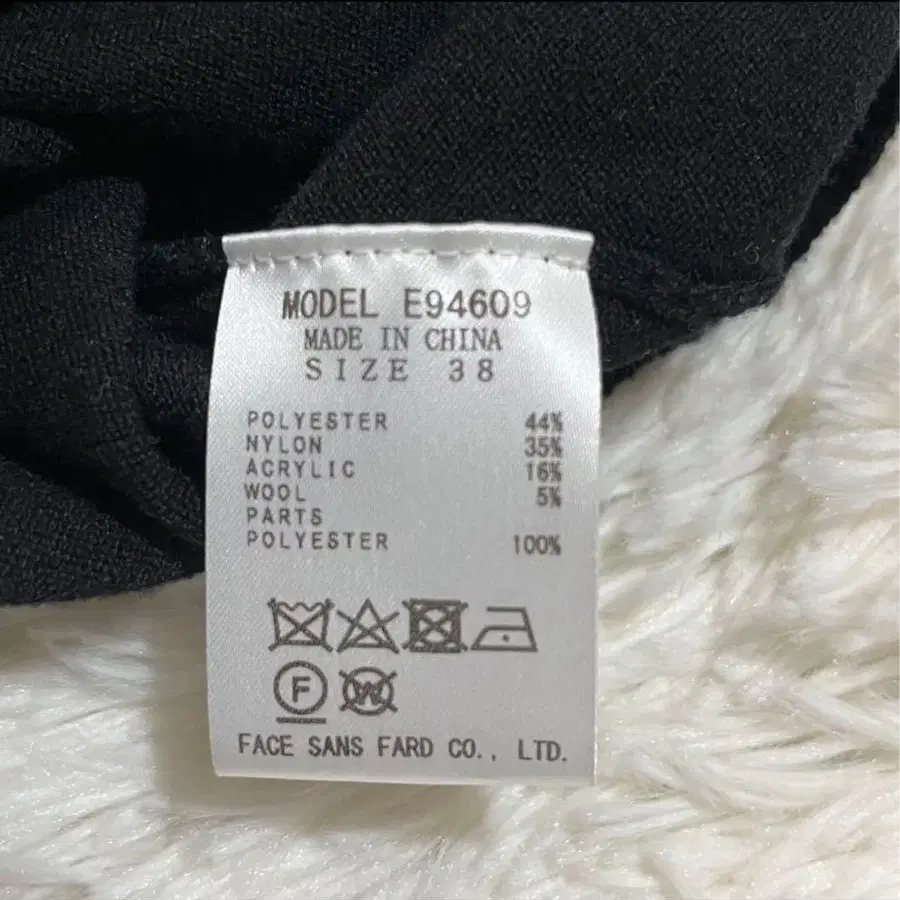 MODEL E94609
MADE IN CHINA
SIZE 38
POLYESTER 44%
NYLON 35%
ACRYLIC 16%
WOOL 5%
PARTS
POLYESTER 100%
F W
FACE SANS FARD CO., LTD.